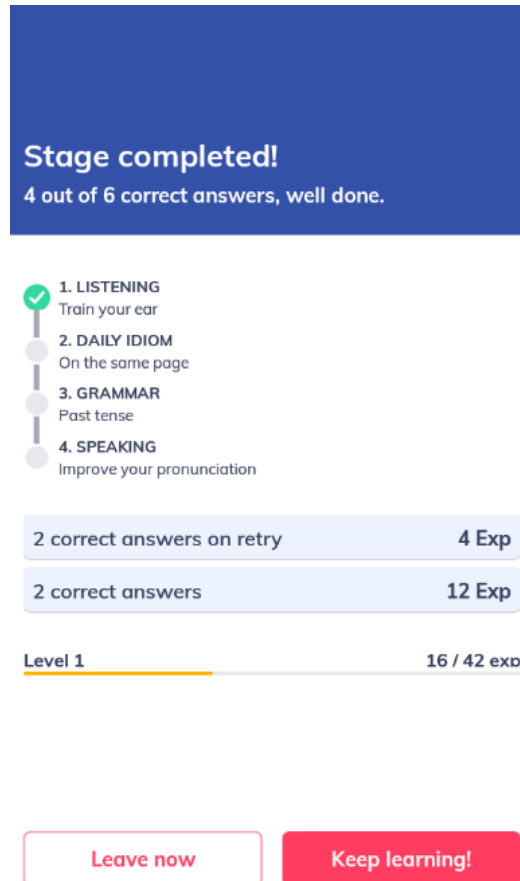 Stage completed!
4 out of 6 correct answers, well done.
1. LISTENING
Train your ear
2. DAILY IDIOM
On the same page
3. GRAMMAR
Past tense
4. SPEAKING
Improve your pronunciation
2 correct answers on retry 4 Exp
2 correct answers 12 Exp
Level 1 16 / 42 exp
Leave now Keep learning!